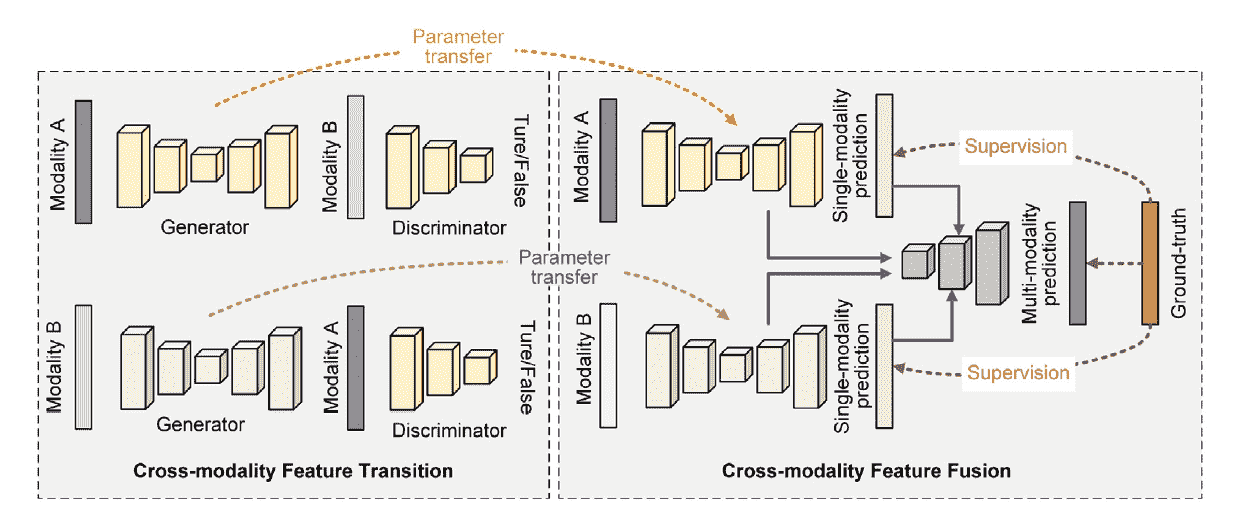 Parameter
transfer
Modality A
Generator
Modality B
Discriminator
Ture/False
Modality A
Single-modality
prediction
Supervision
Parameter
transfer
Multi-modality
prediction
Ground-truth
Modality B
Generator
Modality A
Discriminator
Ture/False
Modality B
Single-modality
prediction
Supervision
Cross-modality Feature Transition
Cross-modality Feature Fusion